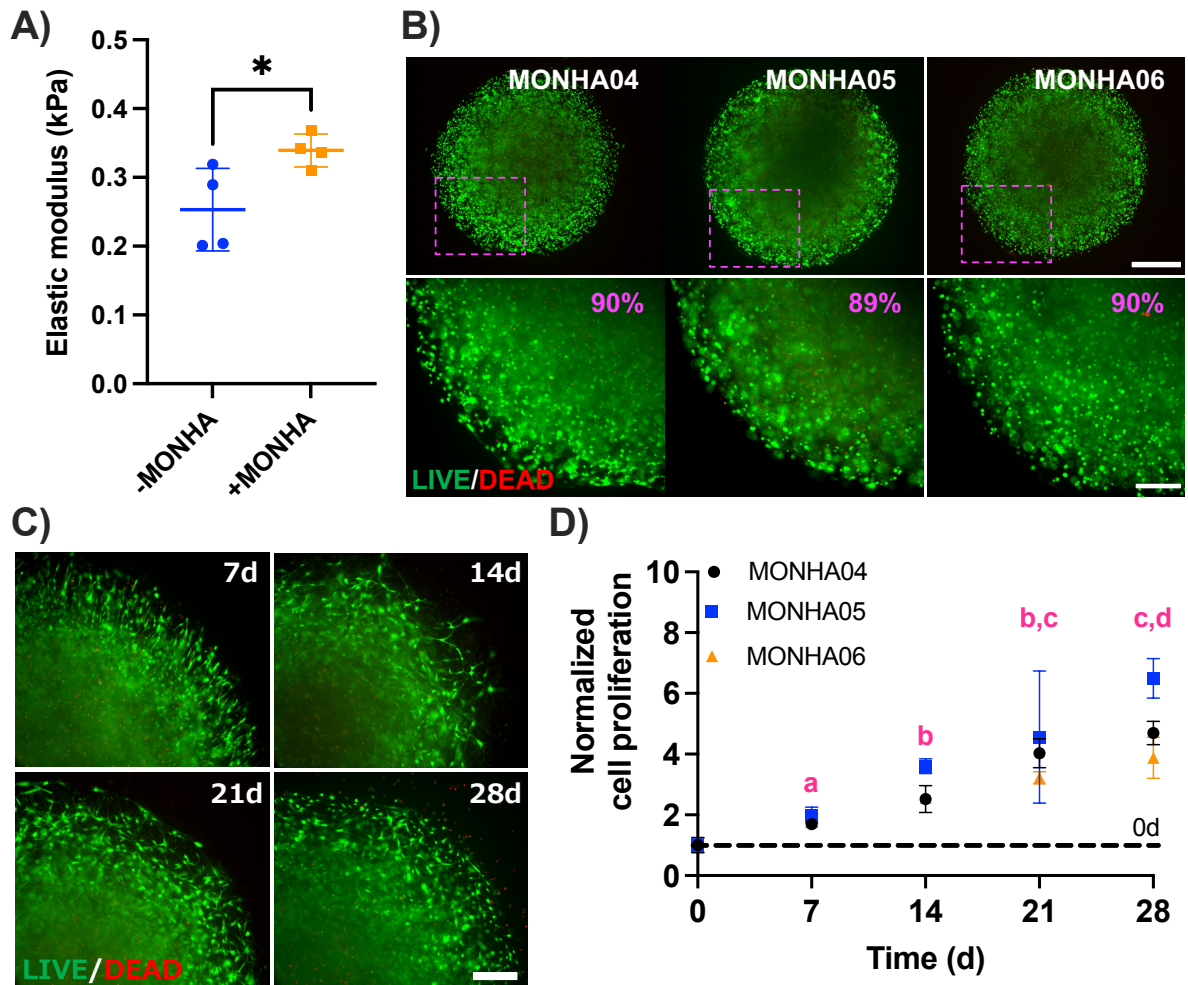 A)
Elastic modulus (kPa)
0.5
0.4
0.3
0.2
0.1
0.0
*
-MONHA
+MONHA
B)
MONHA04
MONHA05
MONHA06
90%
89%
90%
LIVE/DEAD
C)
7d
14d
21d
28d
LIVE/DEAD
D)
Normalized
cell proliferation
10
8
6
4
2
0
MONHA04
MONHA05
MONHA06
a
b
b,c
c,d
0d
0 7 14 21 28
Time (d)